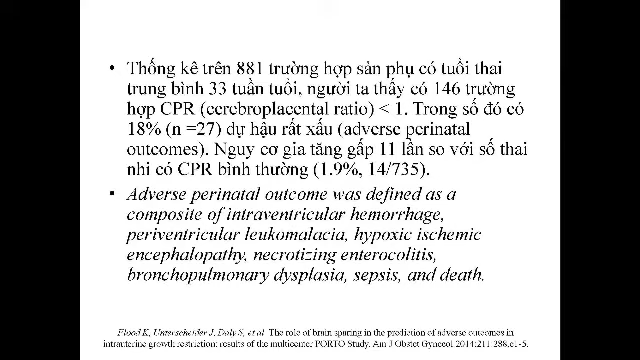 • Thống kê trên 881 trường hợp sản phụ có tuổi thai
trung bình 33 tuần tuổi, người ta thấy có 146 trường
hợp CPR (cerebroplacental ratio) < 1. Trong số đó có
18% (n =27) dự hậu rất xấu (adverse perinatal
outcomes). Nguy cơ gia tăng gấp 11 lần so với số thai
nhi có CPR bình thường (1.9%, 14/735).
• Adverse perinatal outcome was defined as a
composite of intraventricular hemorrhage,
periventricular leukomalacia, hypoxic ischemic
encephalopathy, necrotizing enterocolitis,
bronchopulmonary dysplasia, sepsis, and death.
Flood K, Unterscheider J, Daly S, et al. The role of brain sparing in the prediction of adverse outcomes in
intrauterine growth restriction: results of the multicenter PORTO Study. Am J Obstet Gynecol 2014;211:288.e1-5.